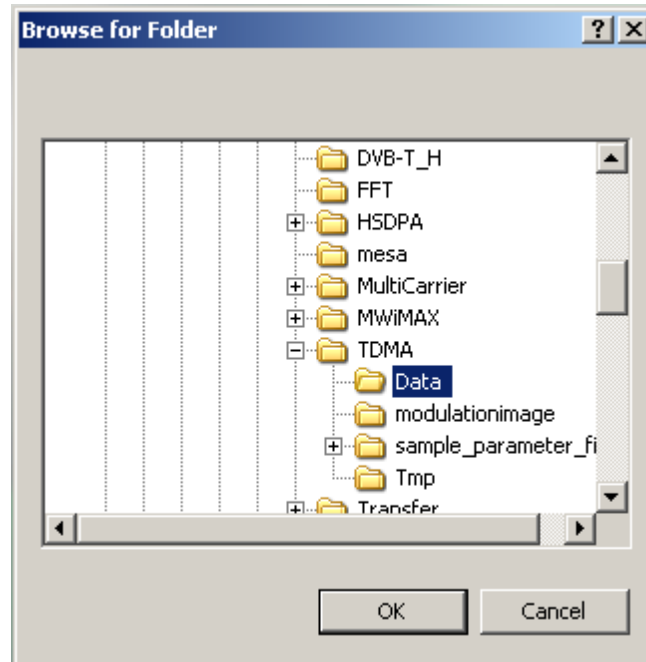 Browse for Folder
DVB-T_H
FFT
HSDPA
mesa
MultiCarrier
MWiMAX
TDMA
Data
modulationimage
sample_parameter_fi
Tmp
Transfer
OK
Cancel